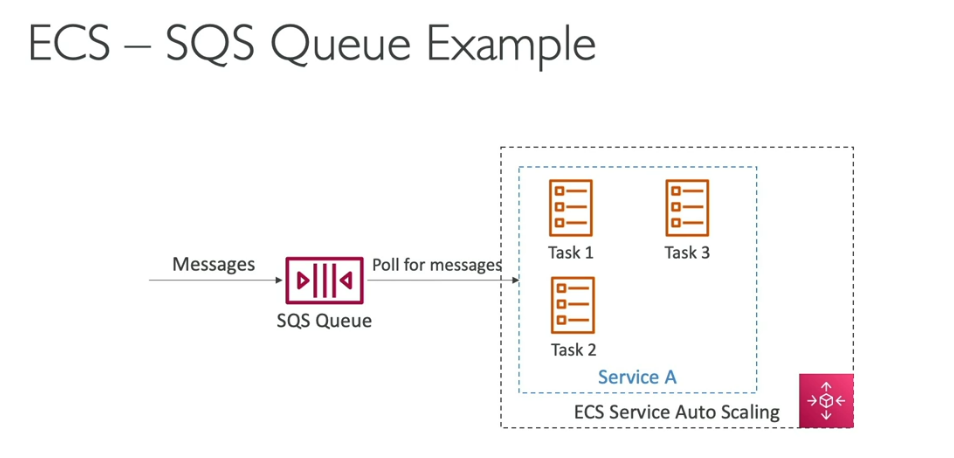 ECS – SQS Queue Example
Messages
SQS Queue
Poll for messages
Task 1
Task 3
Task 2
Service A
ECS Service Auto Scaling